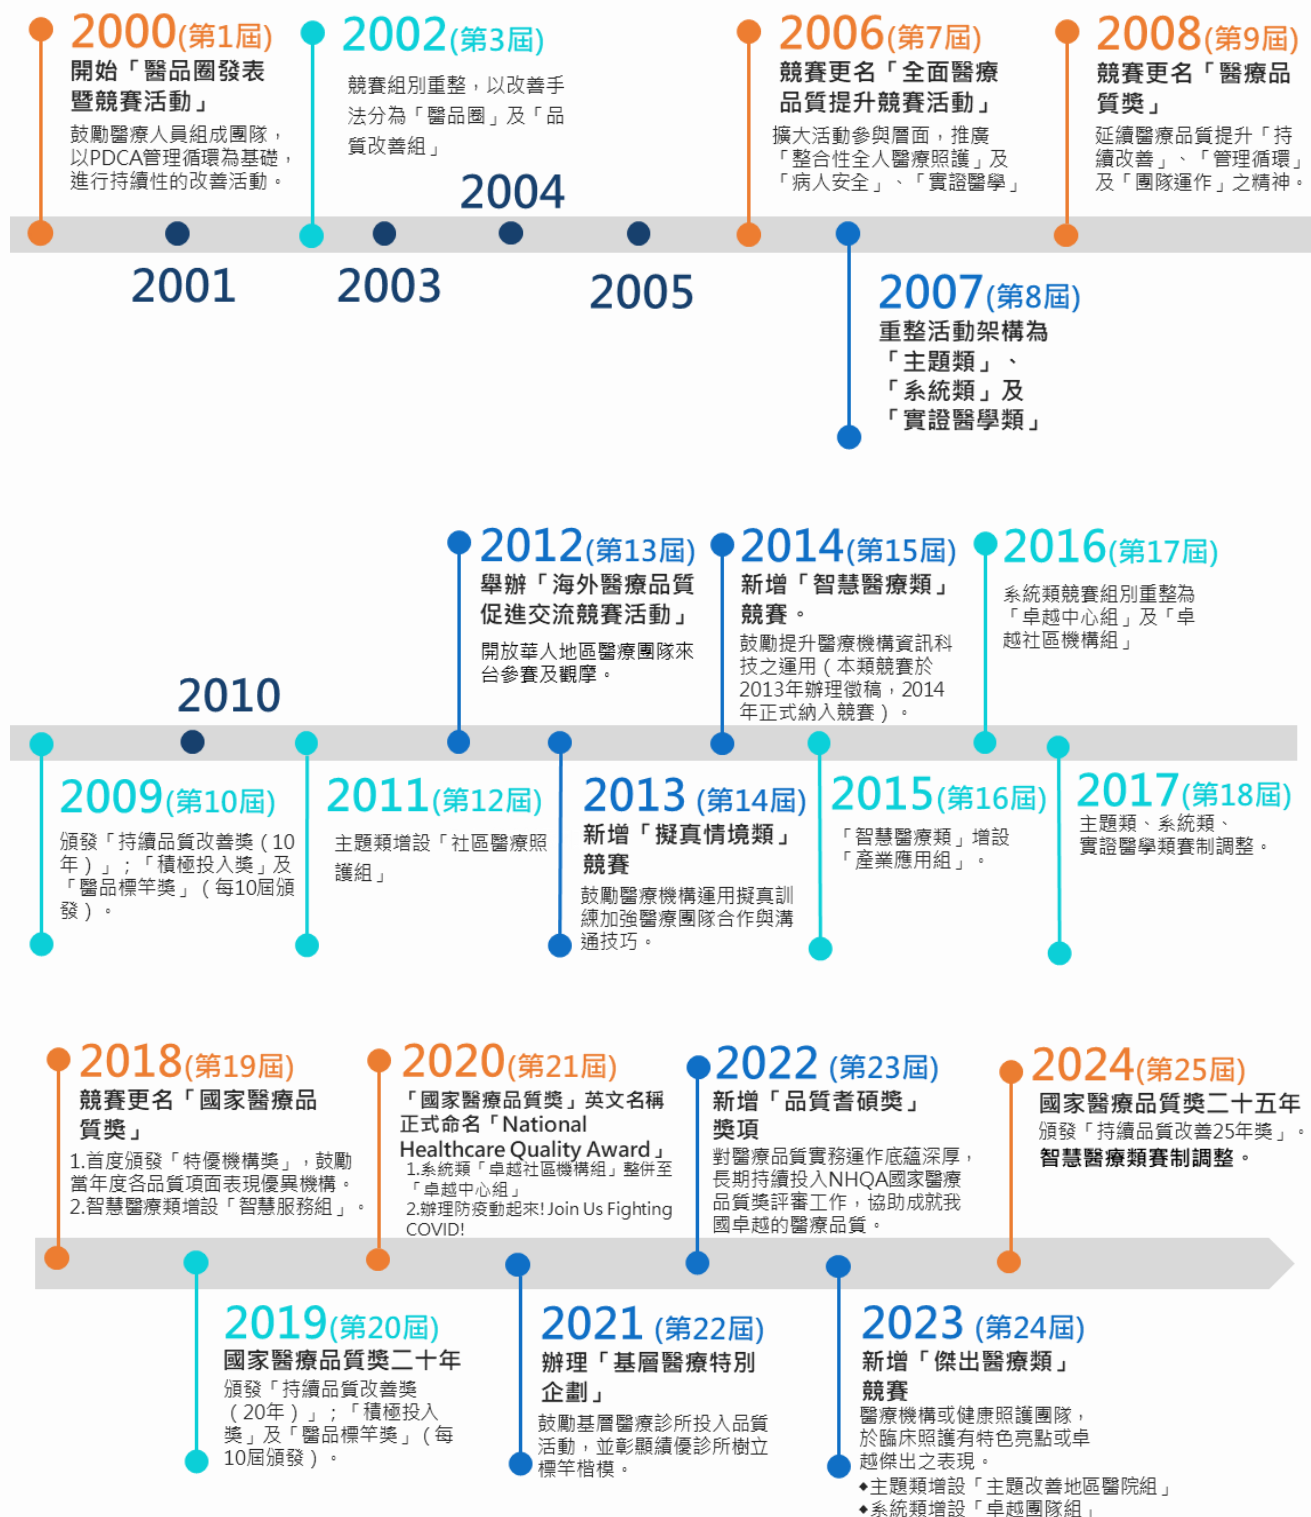 2000(第1屆)
開始「醫品圈發表
暨競賽活動」
鼓勵醫療人員組成團隊，
以PDCA管理循環為基礎，
進行持續性的改善活動。
2001
2002(第3屆)
競賽組別重整，以改善手
法分為「醫品圈」及「品
質改善組」
2003
2004
2005
2006(第7屆)
競賽更名「全面醫療
品質提升競賽活動」
擴大活動參與層面，推廣
「整合性全人醫療照護」及
「病人安全」、「實證醫學」
2007(第8屆)
重整活動架構為
「主題類」、
「系統類」及
「實證醫學類」
2008(第9屆)
競賽更名「醫療品
質獎」
延續醫療品質提升「持
續改善」、「管理循環」
及「團隊運作」之精神。
2009(第10屆)
頒發「持續品質改善獎（10
年）」；「積極投入獎」及
「醫品標竿獎」（每10屆頒
發）。
2010
2011(第12屆)
主題類增設「社區醫療照
護組」
2012(第13屆)
舉辦「海外醫療品質
促進交流競賽活動」
開放華人地區醫療團隊來
台參賽及觀摩。
2013 (第14屆)
新增「擬真情境類」
競賽
鼓勵醫療機構運用擬真訓
練加強醫療團隊合作與溝
通技巧。
2014(第15屆)
新增「智慧醫療類」
競賽。
鼓勵提升醫療機構資訊科
技之運用（本類競賽於
2013年辦理徵稿，2014
年正式納入競賽）。
2015(第16屆)
「智慧醫療類」增設
「產業應用組」。
2016(第17屆)
系統類競賽組別重整為
「卓越中心組」及「卓
越社區機構組」
2017(第18屆)
主題類、系統類、
實證醫學類賽制調整。
2018(第19屆)
競賽更名「國家醫療品
質獎」
1.首度頒發「特優機構獎」，鼓勵
當年度各品質項面表現優異機構。
2.智慧醫療類增設「智慧服務組」。
2019(第20屆)
國家醫療品質獎二十年
頒發「持續品質改善獎
（20年）」；「積極投入
獎」及「醫品標竿獎」（每
10屆頒發）。
2020(第21屆)
「國家醫療品質獎」英文名稱
正式命名「National
Healthcare Quality Award」
1.系統類「卓越社區機構組」整併至
「卓越中心組」
2.辦理防疫動起來! Join Us Fighting
COVID!
2021 (第22屆)
辦理「基層醫療特別
企劃」
鼓勵基層醫療診所投入品質
活動，並彰顯績優診所樹立
標竿楷模。
2022 (第23屆)
新增「品質耆碩獎」
獎項
對醫療品質實務運作底蘊深厚，
長期持續投入NHQA國家醫療
品質獎評審工作，協助成就我
國卓越的醫療品質。
2023 (第24屆)
新增「傑出醫療類」
競賽
醫療機構或健康照護團隊，
於臨床照護有特色亮點或卓
越傑出之表現。
◆主題類增設「主題改善地區醫院組」
◆系統類增設「卓越團隊組」
2024(第25屆)
國家醫療品質獎二十五年
頒發「持續品質改善25年獎」。
智慧醫療類賽制調整。